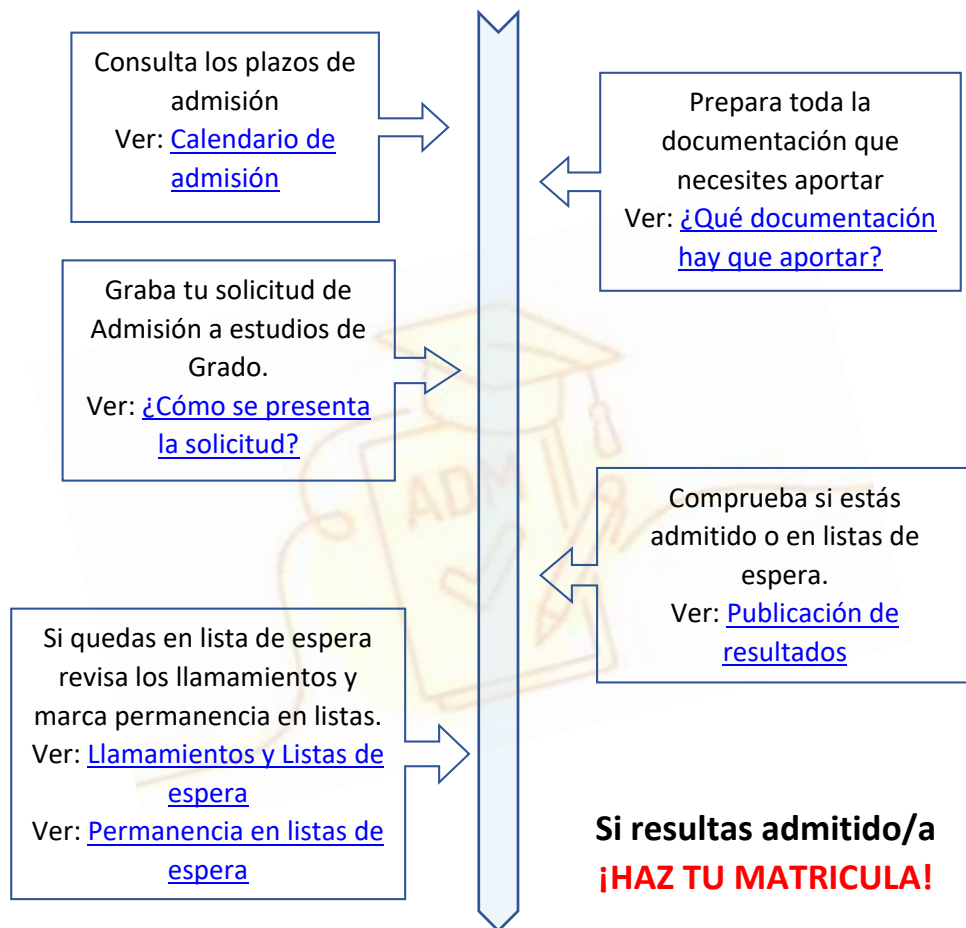 Consulta los plazos de
admisión
Ver: Calendario de
admisión
Prepara toda la
documentación que
necesites aportar
Ver: ¿Qué documentación
hay que aportar?
Graba tu solicitud de
Admisión a estudios de
Grado.
Ver: ¿Cómo se presenta
la solicitud?
ADM
Comprueba si estás
admitido o en listas de
espera.
Ver: Publicación de
resultados
Si quedas en lista de espera
revisa los llamamientos y
marca permanencia en listas.
Ver: Llamamientos y Listas de
espera
Ver: Permanencia en listas de
espera
Si resultas admitido/a
¡HAZ TU MATRICULA!